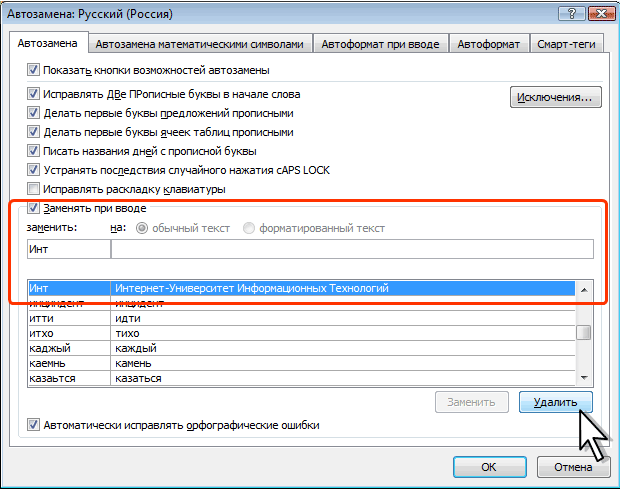 Автозамена: Русский (Россия)
Автозамена Автозамена математическими символами Автоформат при вводе Автоформат Смарт-теги
Показать кнопки возможностей автозамены
Исправлять ДВе ПРописные буквы в начале слова Исключения...
Делать первые буквы предложений прописными
Делать первые буквы ячеек таблиц прописными
Писать названия дней с прописной буквы
Устранять последствия случайного нажатия cAPS LOCK
Исправлять раскладку клавиатуры
Заменять при вводе
заменить: на: обычный текст форматированный текст
Инт
Инт Интернет-Университет Информационных Технологий
инциндент инцидент
итти идти
итхо тихо
каджый каждый
каемнь камень
казаьтся казаться
Заменить Удалить
Автоматически исправлять орфографические ошибки
ОК Отмена